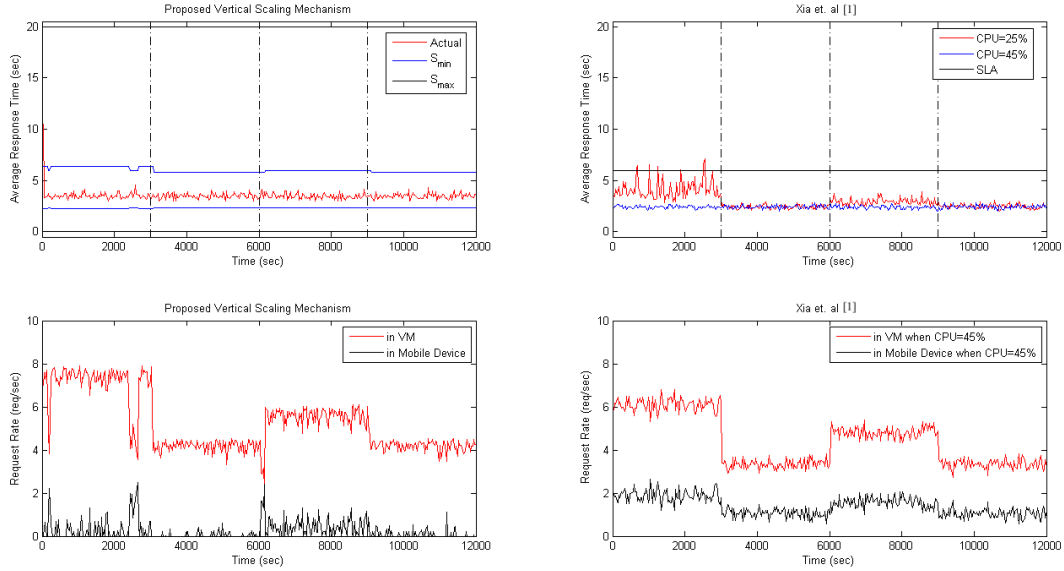 Proposed Vertical Scaling Mechanism
20
15
10
5
0
Average Response Time (sec)
Actual
S_min
S_max
0 2000 4000 6000 8000 10000 12000
Time (sec)
Xia et. al [1]
20
15
10
5
0
Average Response Time (sec)
CPU=25%
CPU=45%
SLA
0 2000 4000 6000 8000 10000 12000
Time (sec)
Proposed Vertical Scaling Mechanism
10
8
6
4
2
0
Request Rate (req/sec)
in VM
in Mobile Device
0 2000 4000 6000 8000 10000 12000
Time (sec)
Xia et. al [1]
10
8
6
4
2
0
Request Rate (req/sec)
in VM when CPU=45%
in Mobile Device when CPU=45%
0 2000 4000 6000 8000 10000 12000
Time (sec)